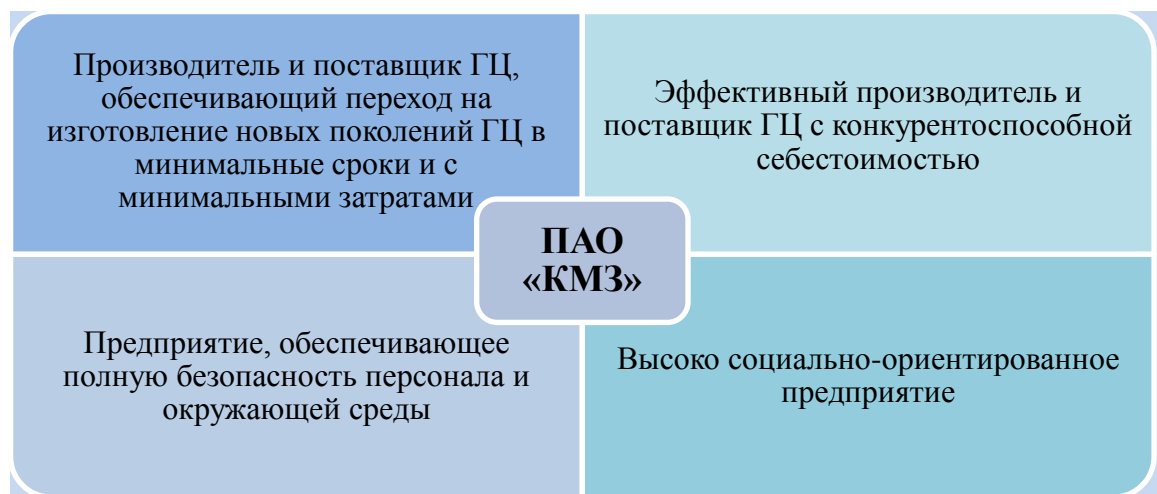 Производитель и поставщик ГЦ,
обеспечивающий переход на
изготовление новых поколений ГЦ в
минимальные сроки и с
минимальными затратами
Эффективный производитель и
поставщик ГЦ с конкурентоспособной
себестоимостью
ПАО
«КМЗ»
Предприятие, обеспечивающее
полную безопасность персонала и
окружающей среды
Высоко социально-ориентированное
предприятие